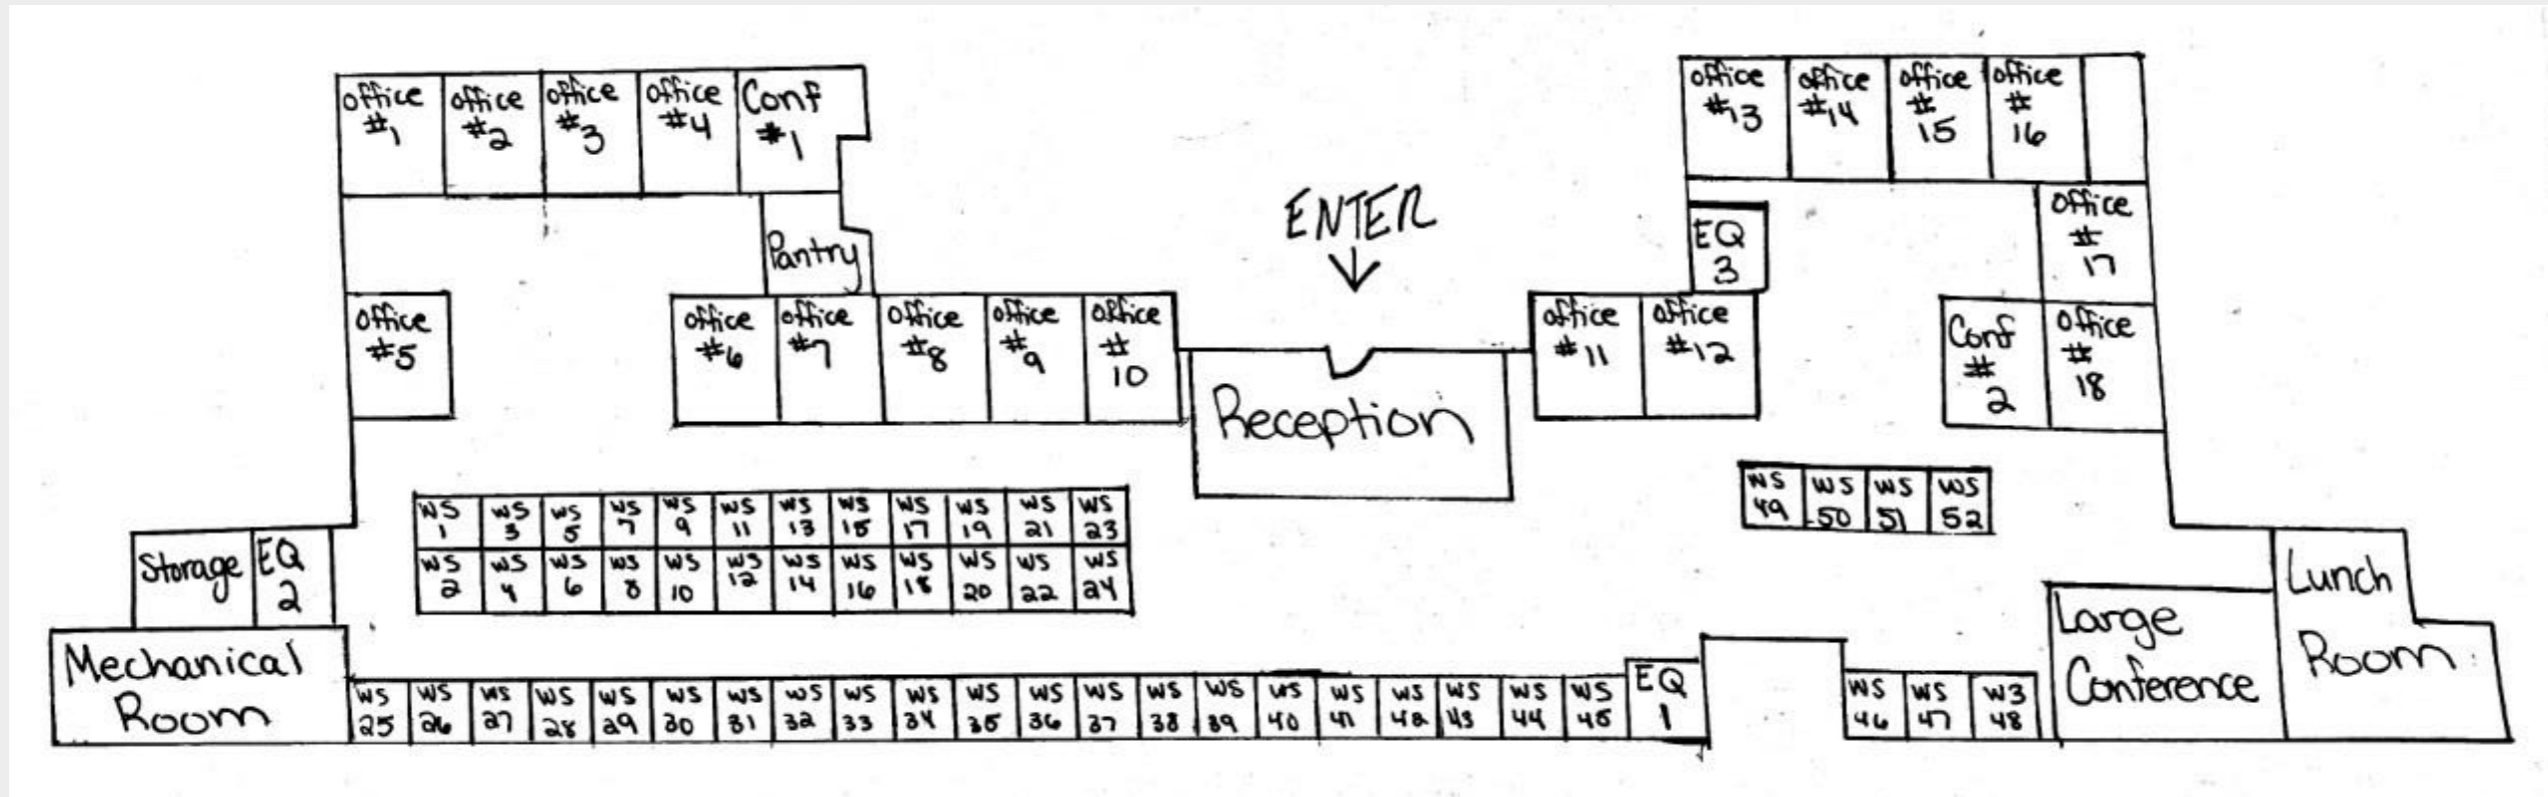 office
#1
office
#2
office
#3
office
#4
Conf
#1
office
#13
office
#14
office
#
15
office
#
16
Pantry
ENTER
EQ
3
office
#
17
office
#5
office
#6
office
#7
office
#8
office
#9
office
#
10
Reception
office
#11
office
#12
Conf
#
2
office
#
18
WS
1
WS
3
WS
5
WS
7
WS
9
WS
11
WS
13
WS
15
WS
17
WS
19
WS
21
WS
23
WS
2
WS
4
WS
6
WS
8
WS
10
WS
12
WS
14
WS
16
WS
18
WS
20
WS
22
WS
24
WS
49
WS
50
WS
51
WS
52
Storage
EQ
2
Mechanical
Room
Lunch
Room
Large
Conference
WS
25
WS
26
WS
27
WS
28
WS
29
WS
30
WS
31
WS
32
WS
33
WS
34
WS
35
WS
36
WS
37
WS
38
WS
39
WS
40
WS
41
WS
42
WS
43
WS
44
WS
45
EQ
1
WS
46
WS
47
W3
48